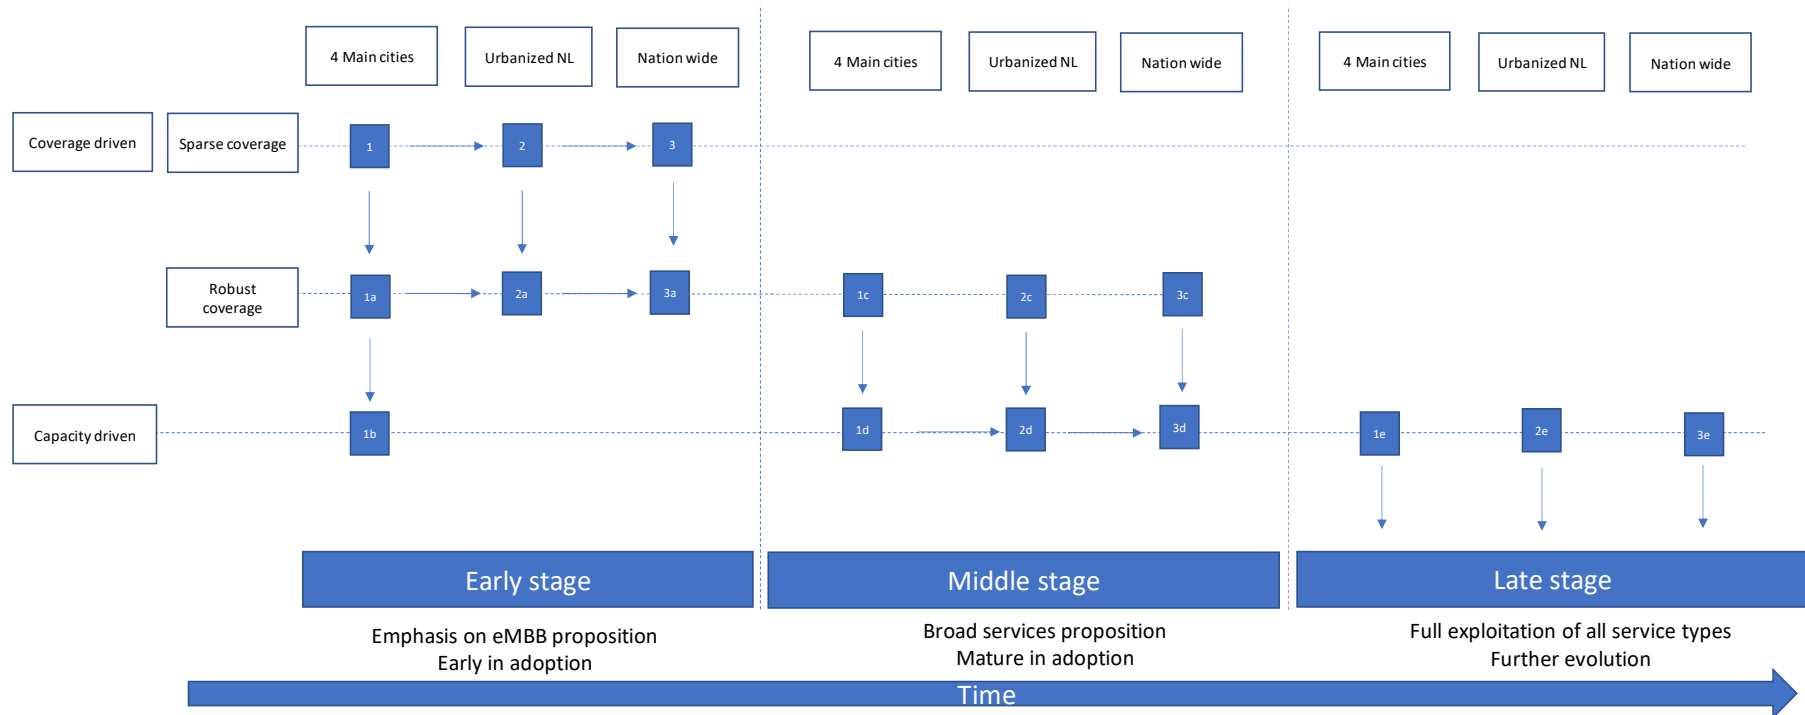 4 Main cities
Urbanized NL
Nation wide
4 Main cities
Urbanized NL
Nation wide
4 Main cities
Urbanized NL
Nation wide
Coverage driven
Sparse coverage
1
2
3
Robust
coverage
1a
2a
3a
1c
2c
3c
Capacity driven
1b
1d
2d
3d
1e
2e
3e
Early stage
Middle stage
Late stage
Emphasis on eMBB proposition
Early in adoption
Broad services proposition
Mature in adoption
Full exploitation of all service types
Further evolution
Time